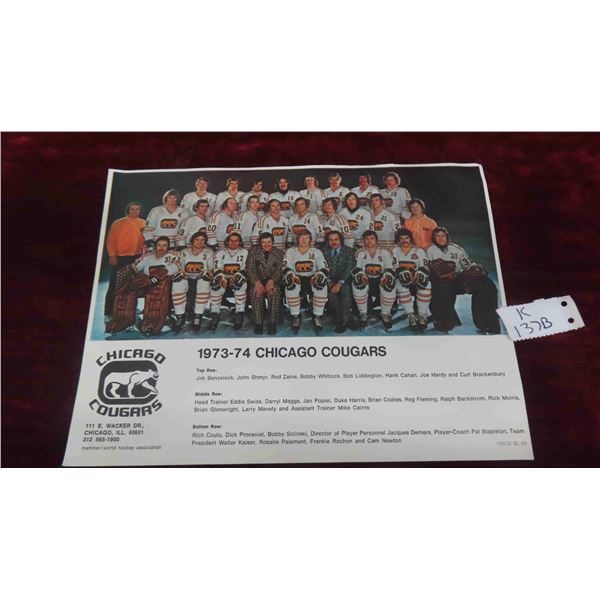 1973-74 CHICAGO COUGARS
Top Row:
Jim Benzelock, John Shmyr, Rod Zaine, Bobby Whitlock, Bob Liddington, Hank Cahan, Joe Hardy and Curt Brackenbury
Middle Row:
Head Trainer Eddie Swiss, Darryl Maggs, Jan Popiel, Duke Harris, Brian Coates, Reg Fleming, Ralph Backstrom, Rick Morris,
Brian Glenwright, Larry Mavety and Assistant Trainer Mike Cairns
Bottom Row:
Rich Coutu, Dick Proceviat, Bobby Sicinski, Director of Player Personnel Jacques Demers, Player-Coach Pat Stapleton, Team
President Walter Kaiser, Rosaire Paiement, Frankie Rochon and Cam Newton
CHICAGO
COUGARS
111 E. WACKER DR.,
CHICAGO, ILL. 60601
312 565-1900
member/world hockey association
K
137B